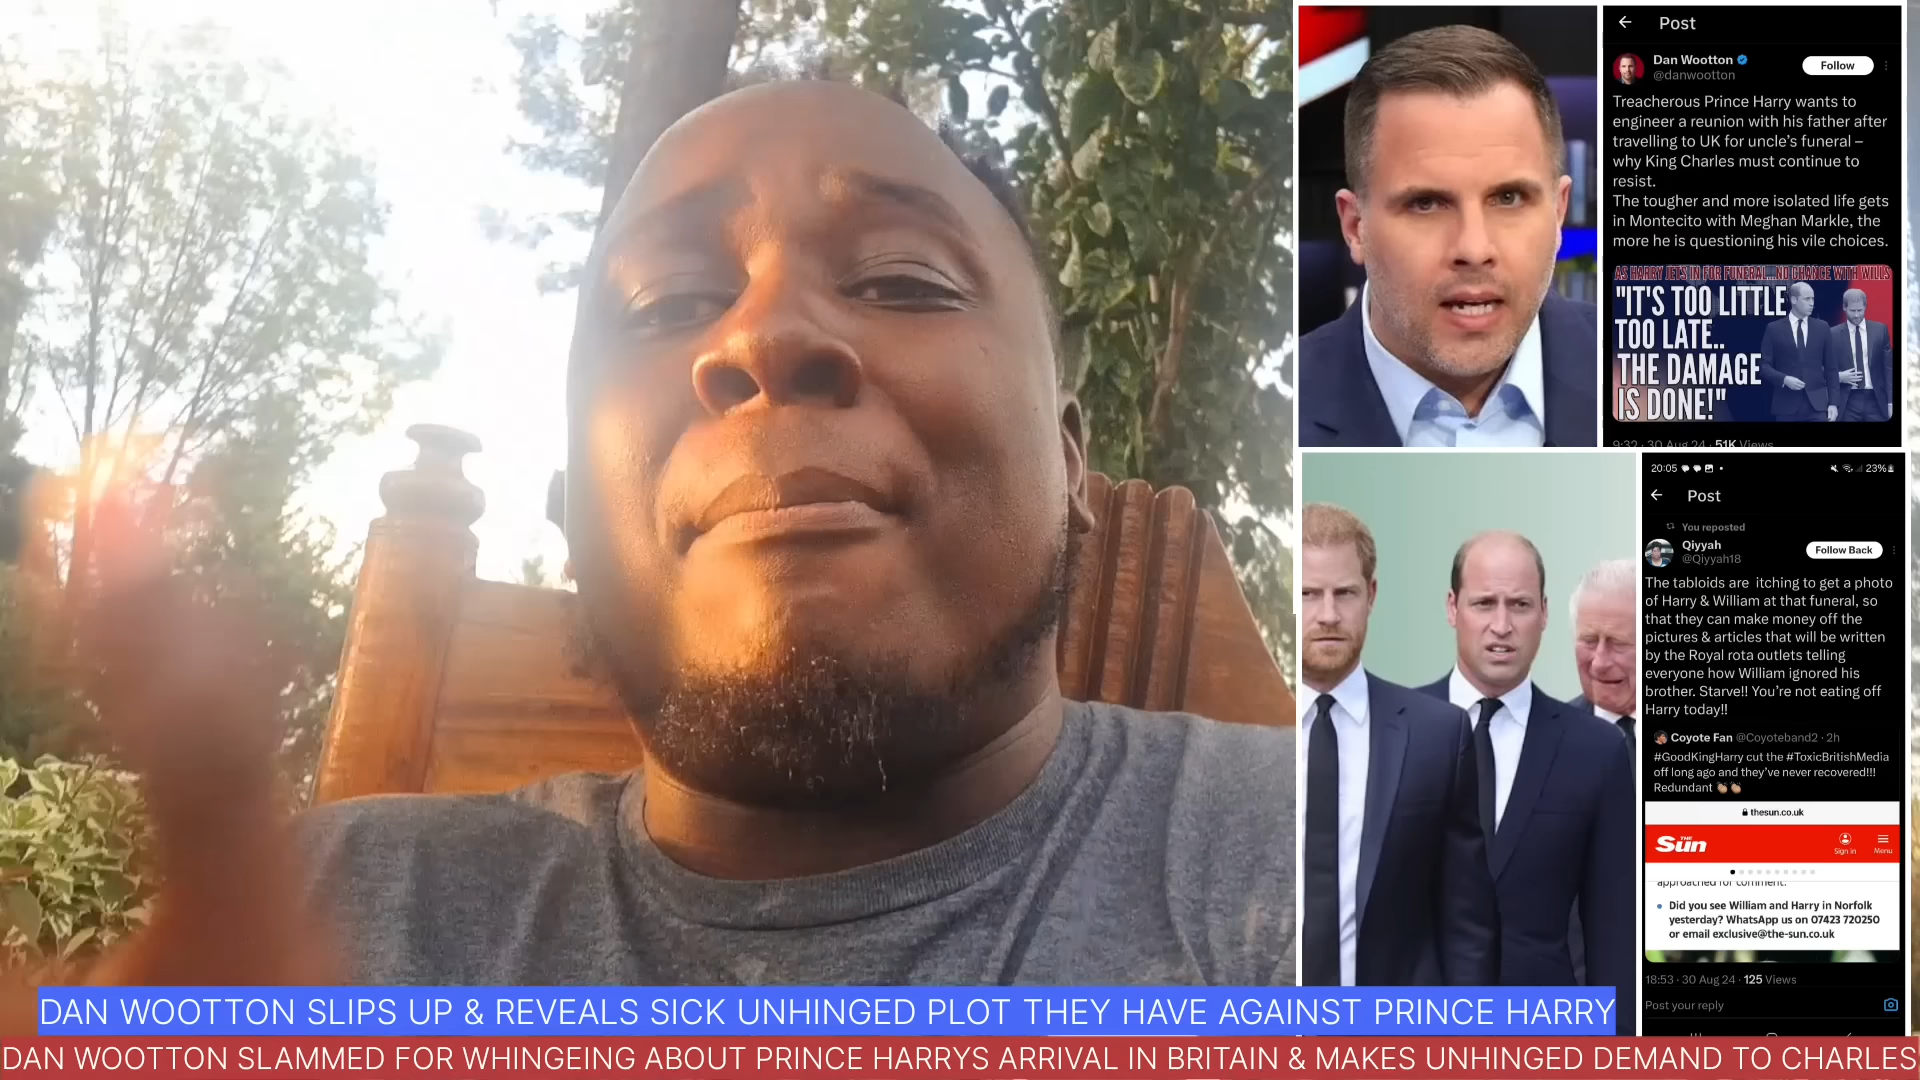 Post
Dan Wootton
@danwootton
Follow
Treacherous Prince Harry wants to
engineer a reunion with his father after
travelling to UK for uncle's funeral –
why King Charles must continue to
resist.
The tougher and more isolated life gets
in Montecito with Meghan Markle, the
more he is questioning his vile choices.
AS HARRY JETS IN FOR FUNERAL...NO CHANCE WITH WILLS
"IT'S TOO LITTLE
TOO LATE..
THE DAMAGE
IS DONE!"
9:32 · 30 Aug 24 · 51K Views
20:05
23%
Post
You reposted
Qiyyah
@Qiyyah18
Follow Back
The tabloids are itching to get a photo
of Harry & William at that funeral, so
that they can make money off the
pictures & articles that will be written
by the Royal rota outlets telling
everyone how William ignored his
brother. Starve!! You're not eating off
Harry today!!
Coyote Fan @Coyoteband2 · 2h
#GoodKingHarry cut the #ToxicBritishMedia
off long ago and they've never recovered!!!
Redundant 👏🏽👏🏽
thesun.co.uk
THE Sun
Sign in
Menu
approached for comment.
• Did you see William and Harry in Norfolk
yesterday? WhatsApp us on 07423 720250
or email exclusive@the-sun.co.uk
18:53 · 30 Aug 24 · 125 Views
Post your reply
DAN WOOTTON SLIPS UP & REVEALS SICK UNHINGED PLOT THEY HAVE AGAINST PRINCE HARRY
DAN WOOTTON SLAMMED FOR WHINGEING ABOUT PRINCE HARRYS ARRIVAL IN BRITAIN & MAKES UNHINGED DEMAND TO CHARLES